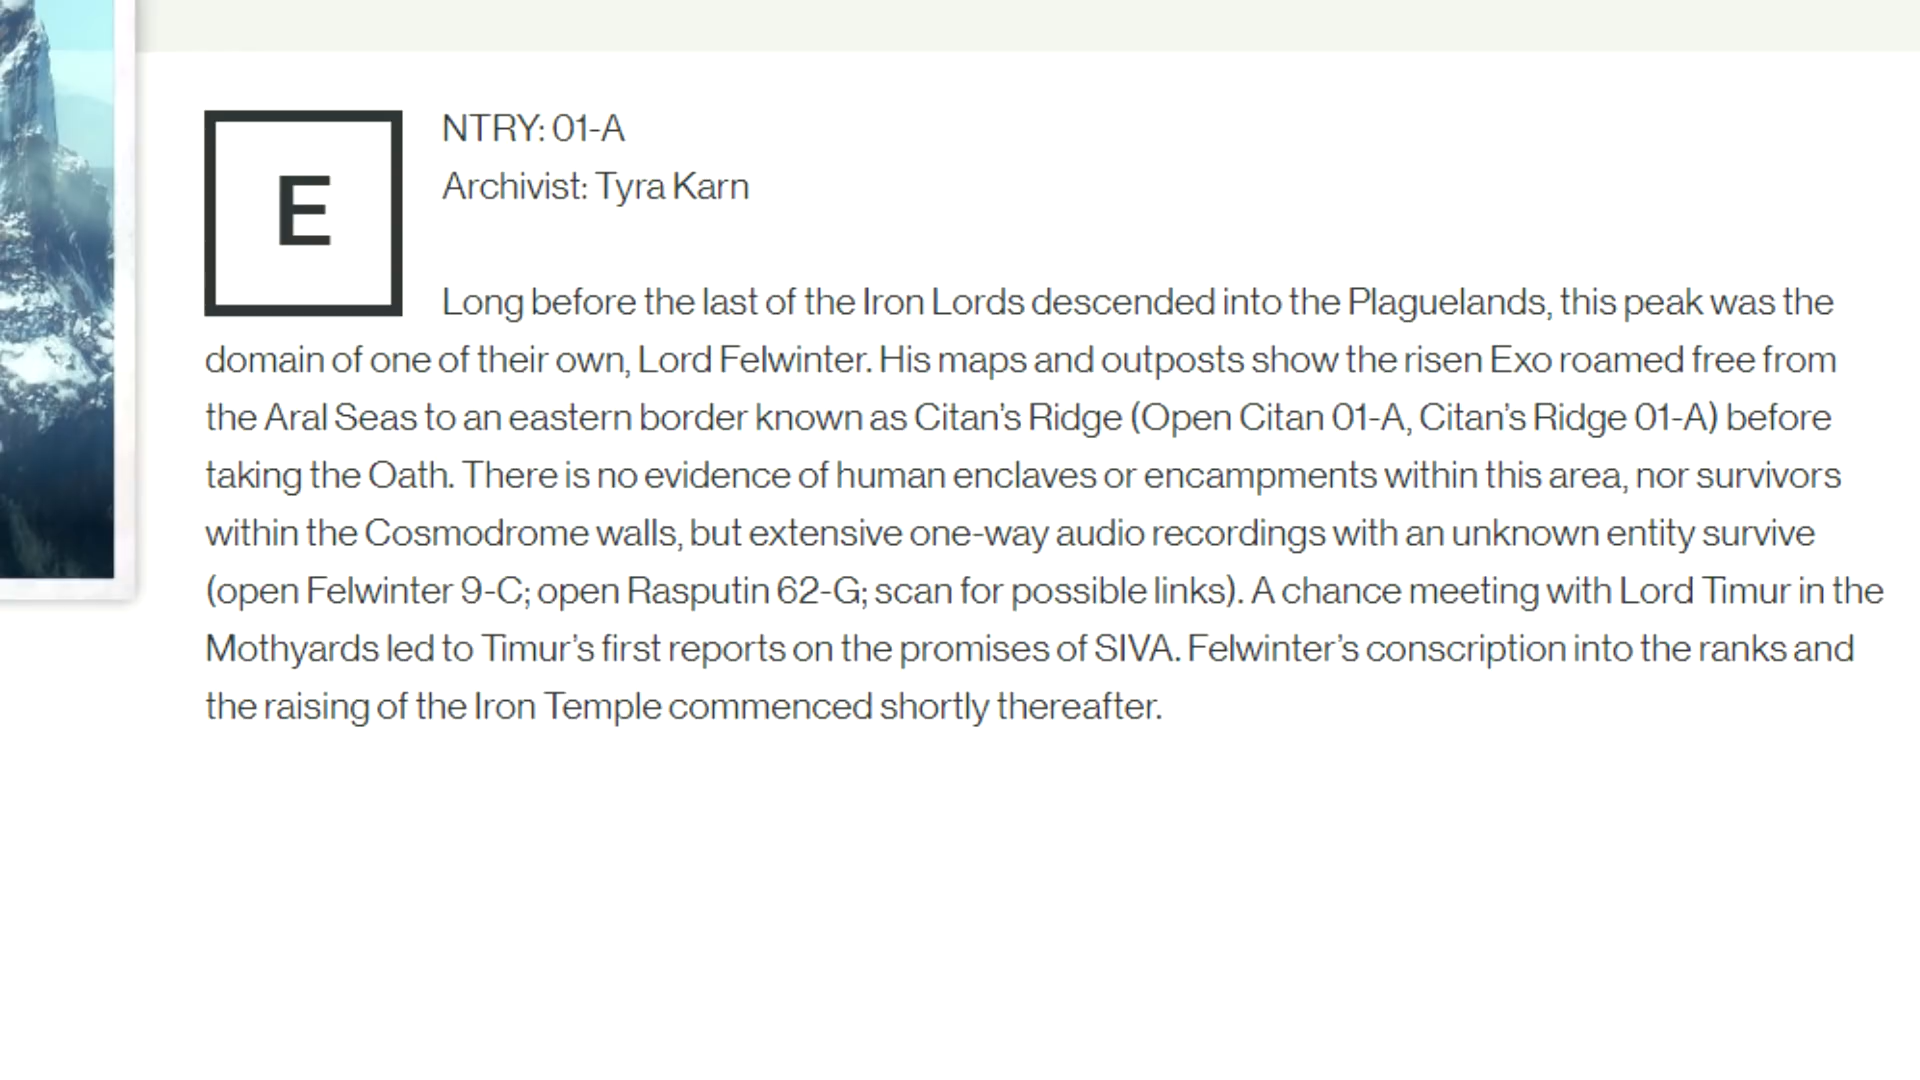 ENTRY: 01-A
Archivist: Tyra Karn
Long before the last of the Iron Lords descended into the Plaguelands, this peak was the
domain of one of their own, Lord Felwinter. His maps and outposts show the risen Exo roamed free from
the Aral Seas to an eastern border known as Citan’s Ridge (Open Citan 01-A, Citan’s Ridge 01-A) before
taking the Oath. There is no evidence of human enclaves or encampments within this area, nor survivors
within the Cosmodrome walls, but extensive one-way audio recordings with an unknown entity survive
(open Felwinter 9-C; open Rasputin 62-G; scan for possible links). A chance meeting with Lord Timur in the
Mothyards led to Timur’s first reports on the promises of SIVA. Felwinter’s conscription into the ranks and
the raising of the Iron Temple commenced shortly thereafter.